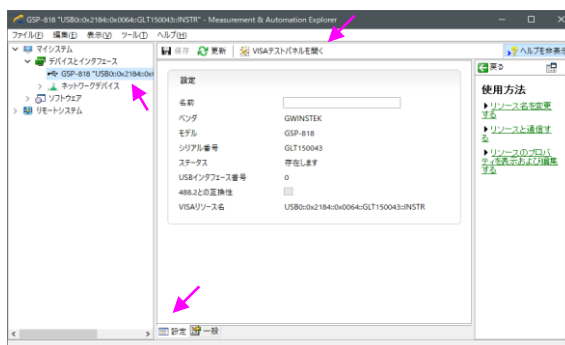 GSP-818 "USB0::0x2184::0x0064::GLT150043::INSTR" - Measurement & Automation Explorer
ファイル(F) 編集(E) 表示(V) ツール(T) ヘルプ(H)
マイシステム
デバイスとインタフェース
GSP-818 "USB0::0x2184::0x0
ネットワークデバイス
ソフトウェア
リモートシステム
保存 更新 VISAテストパネルを開く
ヘルプを非表示
設定
名前
ベンダ GWINSTEK
モデル GSP-818
シリアル番号 GLT150043
ステータス 存在します
USBインタフェース番号 0
488.2との互換性
VISAリソース名 USB0::0x2184::0x0064::GLT150043::INSTR
設定 一般
戻る
使用方法
リソース名を変更
する
リソースと通信す
る
リソースのプロパ
ティを表示および編集
する